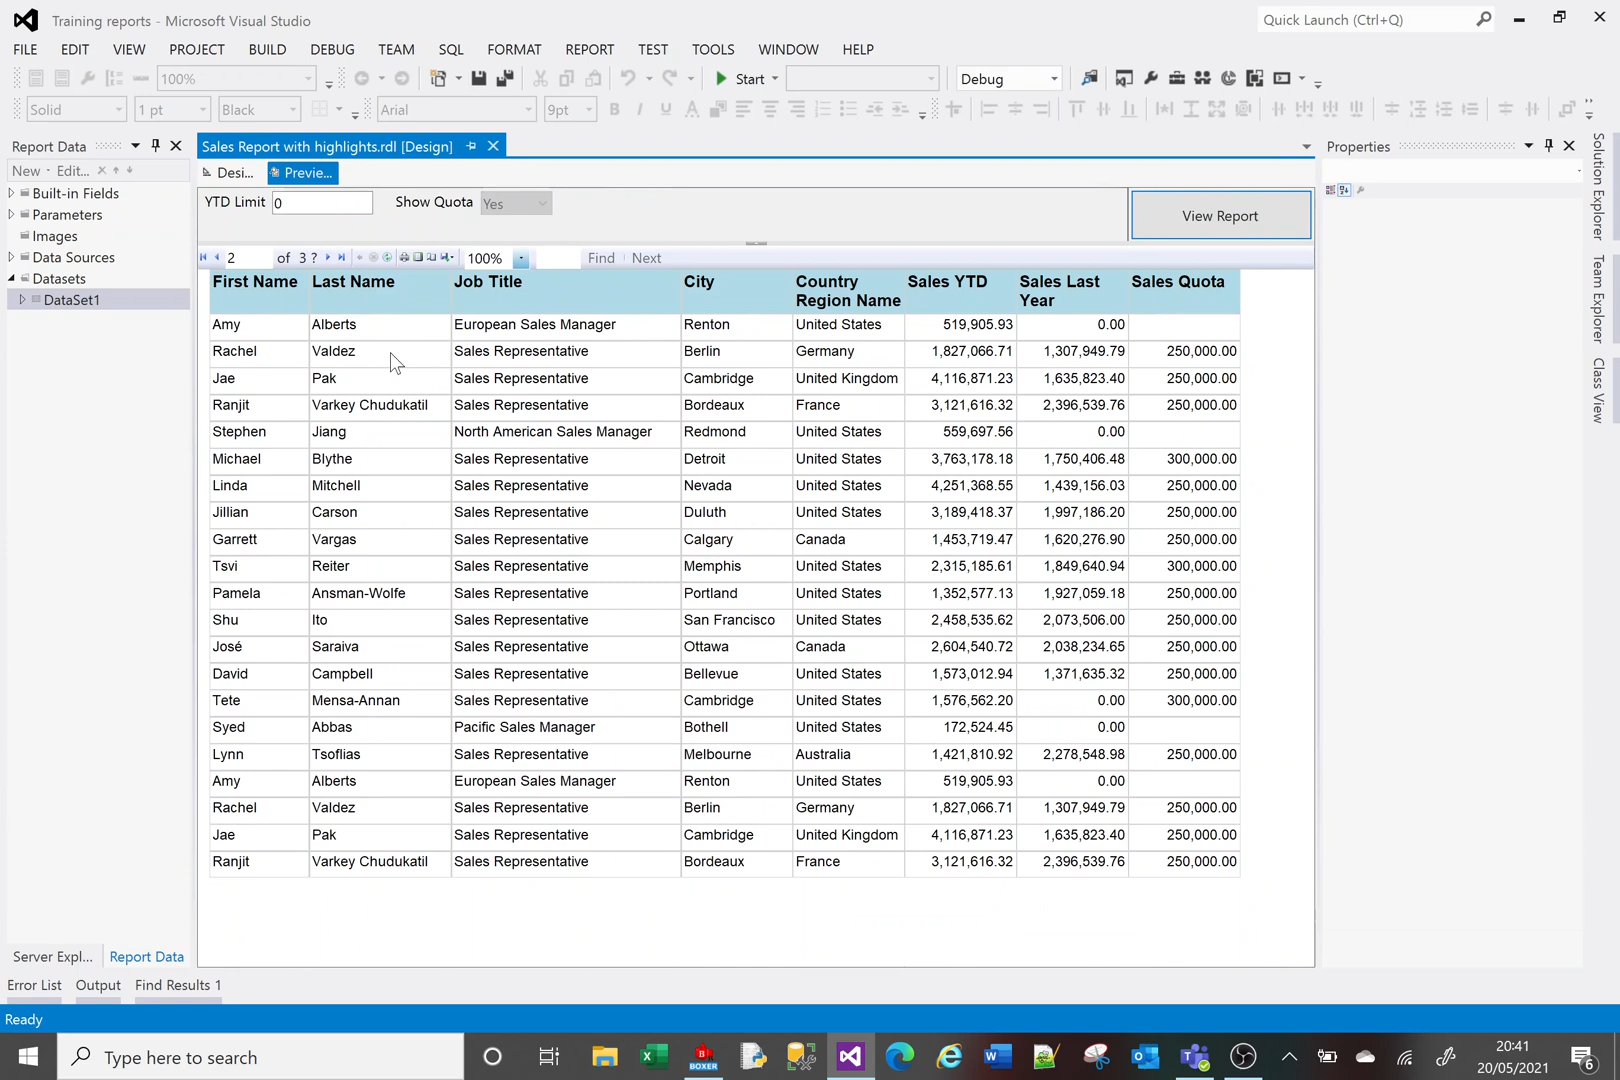 Training reports - Microsoft Visual Studio
Quick Launch (Ctrl+Q)
FILE EDIT VIEW PROJECT BUILD DEBUG TEAM SQL FORMAT REPORT TEST TOOLS WINDOW HELP
100% Start Debug
Solid 1 pt Black Arial 9pt B I U A
Report Data
Sales Report with highlights.rdl [Design]
Properties
New Edit...
Desi... Previe...
Built-in Fields
Parameters
Images
Data Sources
Datasets
DataSet1
YTD Limit 0 Show Quota Yes View Report
2 of 3 ? 100% Find Next
First Name Last Name Job Title City Country Region Name Sales YTD Sales Last Year Sales Quota
Amy Alberts European Sales Manager Renton United States 519,905.93 0.00
Rachel Valdez Sales Representative Berlin Germany 1,827,066.71 1,307,949.79 250,000.00
Jae Pak Sales Representative Cambridge United Kingdom 4,116,871.23 1,635,823.40 250,000.00
Ranjit Varkey Chudukatil Sales Representative Bordeaux France 3,121,616.32 2,396,539.76 250,000.00
Stephen Jiang North American Sales Manager Redmond United States 559,697.56 0.00
Michael Blythe Sales Representative Detroit United States 3,763,178.18 1,750,406.48 300,000.00
Linda Mitchell Sales Representative Nevada United States 4,251,368.55 1,439,156.03 250,000.00
Jillian Carson Sales Representative Duluth United States 3,189,418.37 1,997,186.20 250,000.00
Garrett Vargas Sales Representative Calgary Canada 1,453,719.47 1,620,276.90 250,000.00
Tsvi Reiter Sales Representative Memphis United States 2,315,185.61 1,849,640.94 300,000.00
Pamela Ansman-Wolfe Sales Representative Portland United States 1,352,577.13 1,927,059.18 250,000.00
Shu Ito Sales Representative San Francisco United States 2,458,535.62 2,073,506.00 250,000.00
José Saraiva Sales Representative Ottawa Canada 2,604,540.72 2,038,234.65 250,000.00
David Campbell Sales Representative Bellevue United States 1,573,012.94 1,371,635.32 250,000.00
Tete Mensa-Annan Sales Representative Cambridge United States 1,576,562.20 0.00 300,000.00
Syed Abbas Pacific Sales Manager Bothell United States 172,524.45 0.00
Lynn Tsoflias Sales Representative Melbourne Australia 1,421,810.92 2,278,548.98 250,000.00
Amy Alberts European Sales Manager Renton United States 519,905.93 0.00
Rachel Valdez Sales Representative Berlin Germany 1,827,066.71 1,307,949.79 250,000.00
Jae Pak Sales Representative Cambridge United Kingdom 4,116,871.23 1,635,823.40 250,000.00
Ranjit Varkey Chudukatil Sales Representative Bordeaux France 3,121,616.32 2,396,539.76 250,000.00
Solution Explorer
Team Explorer
Class View
Server Expl... Report Data
Error List Output Find Results 1
Ready
Type here to search
BOXER
20:41
20/05/2021
6